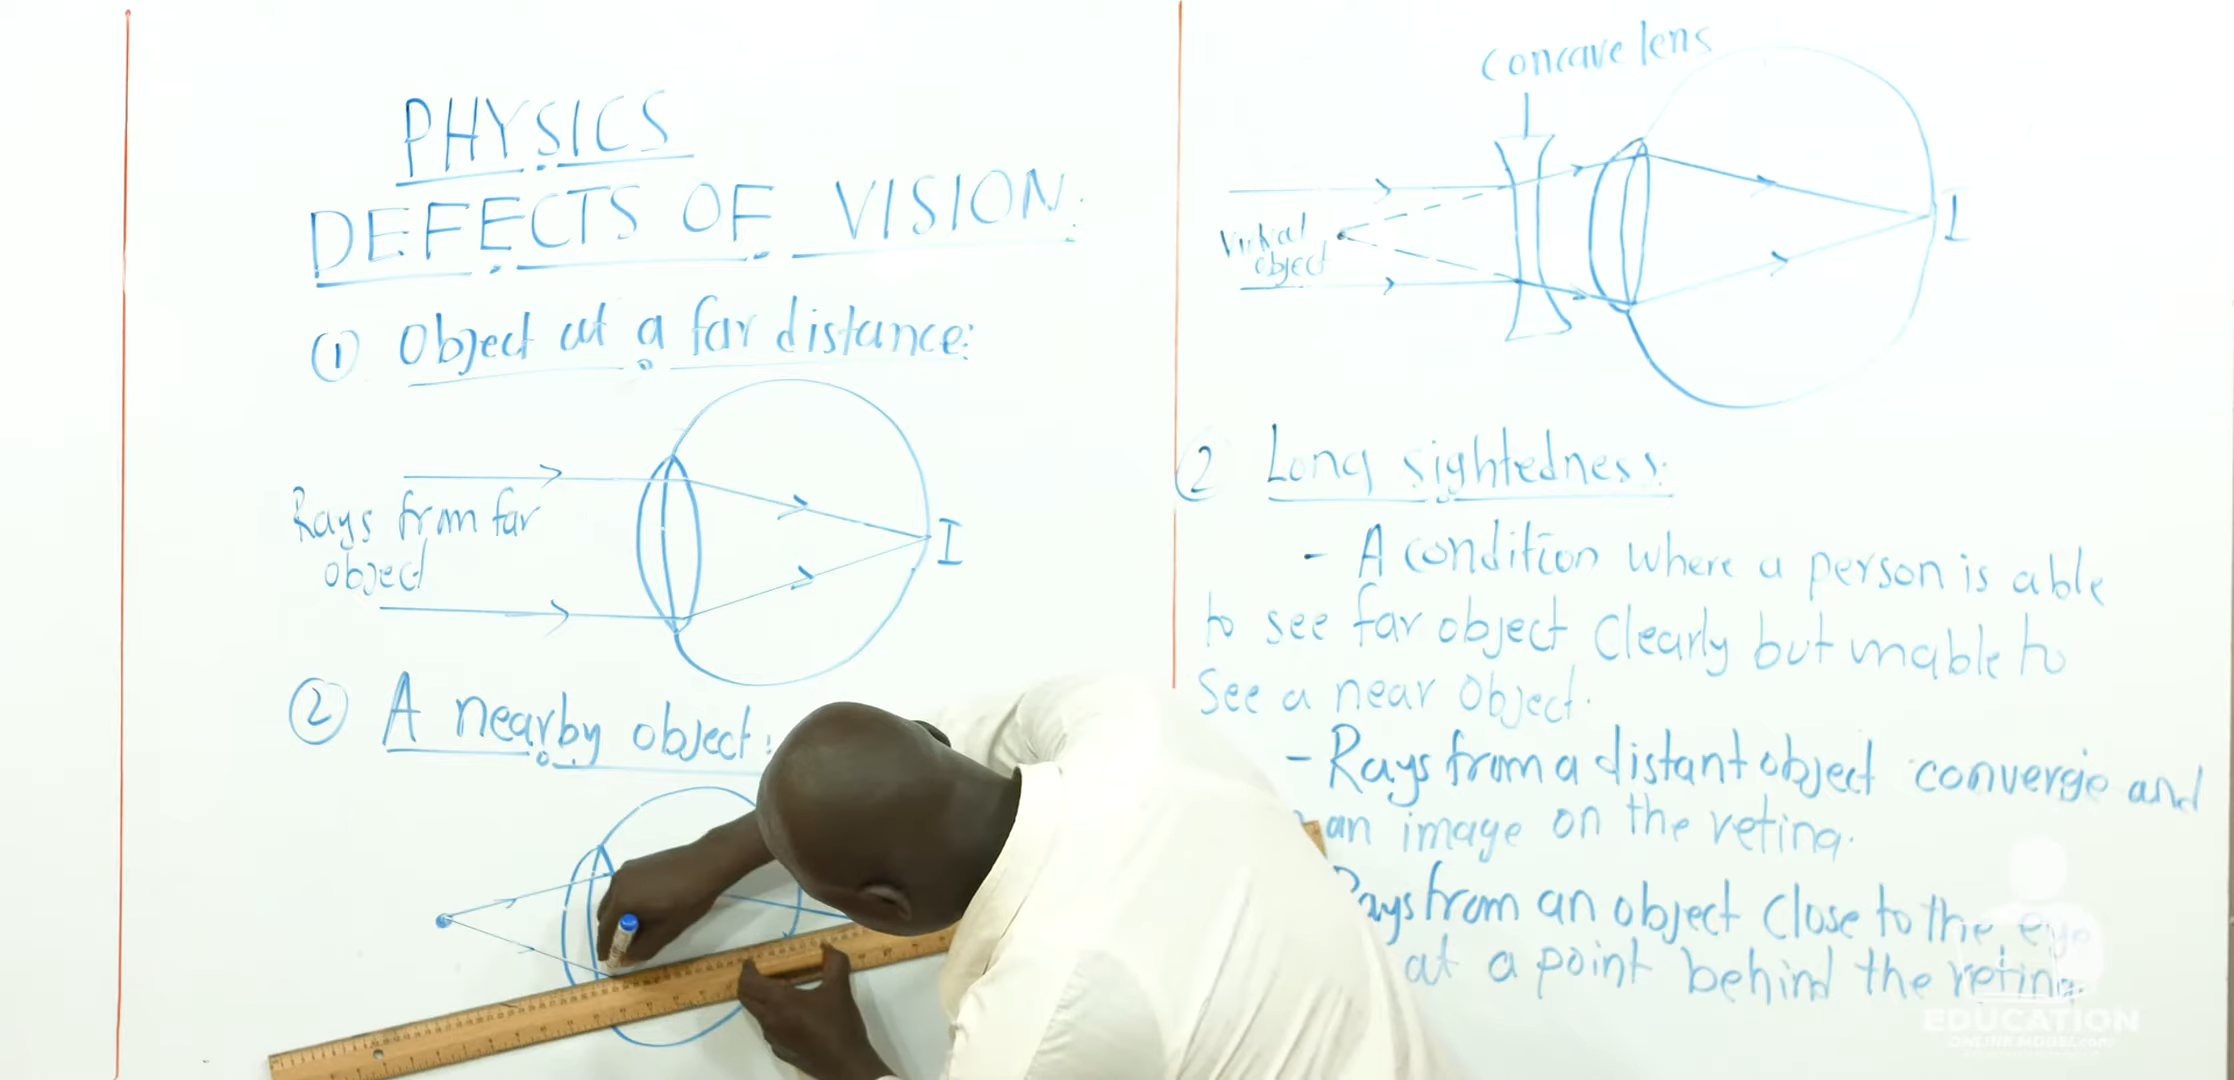 PHYSICS
DEFECTS OF VISION:
① Object at a far distance:
Rays from far
object
I
② A nearby object:
Concave lens
Virtual
object
I
② Long sightedness:
- A condition where a person is able
to see far object clearly but unable to
see a near object.
- Rays from a distant object converge and
an image on the retina.
Rays from an object close to the eye
at a point behind the retina.
EDUCATION